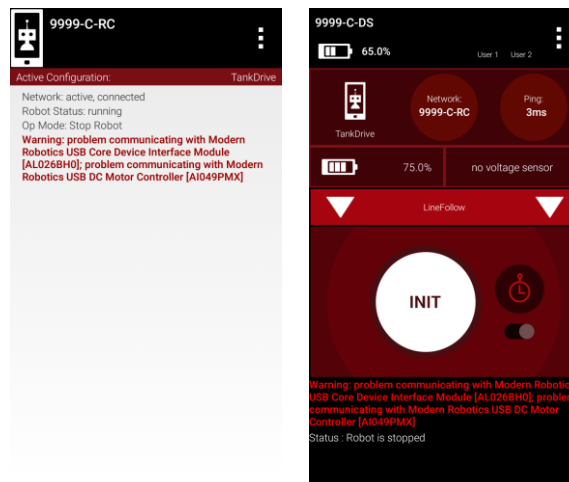 9999-C-RC
Active Configuration: TankDrive
Network: active, connected
Robot Status: running
Op Mode: Stop Robot
Warning: problem communicating with Modern
Robotics USB Core Device Interface Module
[AL026BH0]; problem communicating with Modern
Robotics USB DC Motor Controller [AI049PMX]
9999-C-DS
65.0%
User 1 User 2
TankDrive
Network:
9999-C-RC
Ping:
3ms
75.0%
no voltage sensor
LineFollow
INIT
Warning: problem communicating with Modern Robotic
USB Core Device Interface Module [AL026BH0]; problem
communicating with Modern Robotics USB DC Motor
Controller [AI049PMX]
Status : Robot is stopped